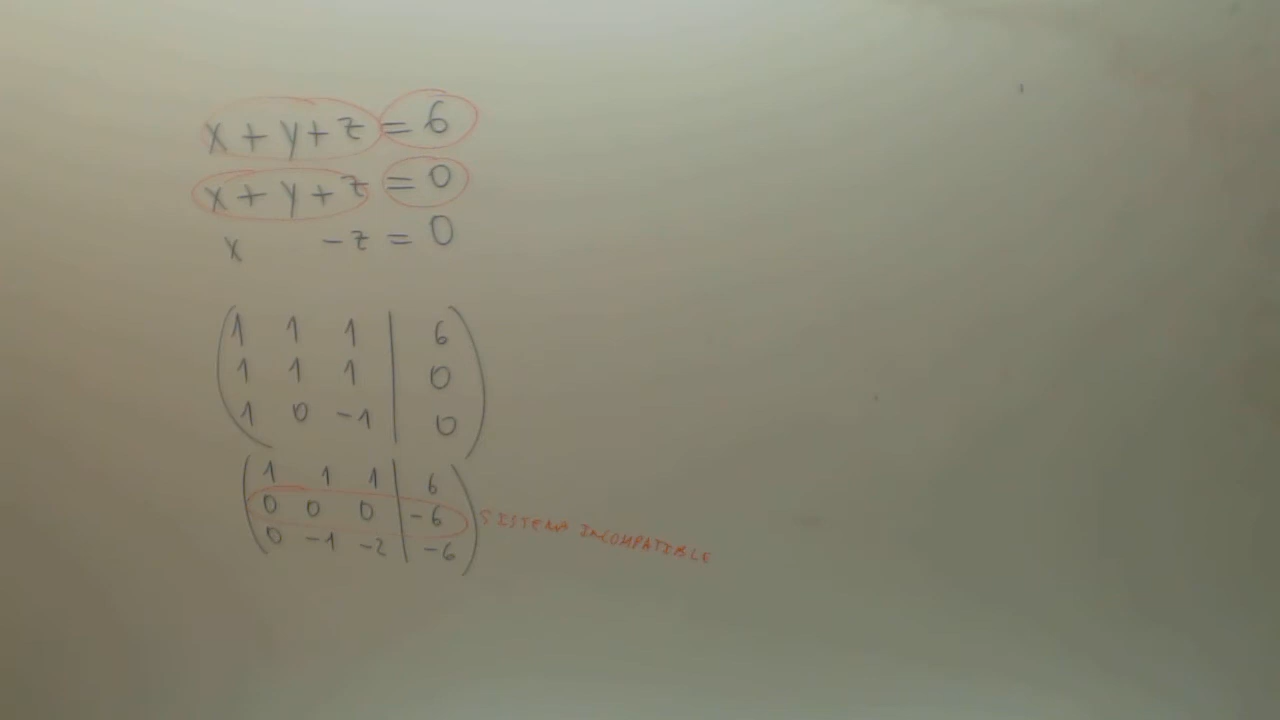 x + y + z = 6
x + y + z = 0
x - z = 0
1 1 1 | 6
1 1 1 | 0
1 0 -1 | 0
1 1 1 | 6
0 0 0 | -6 SISTEMA INCOMPATIBLE
0 -1 -2 | -6